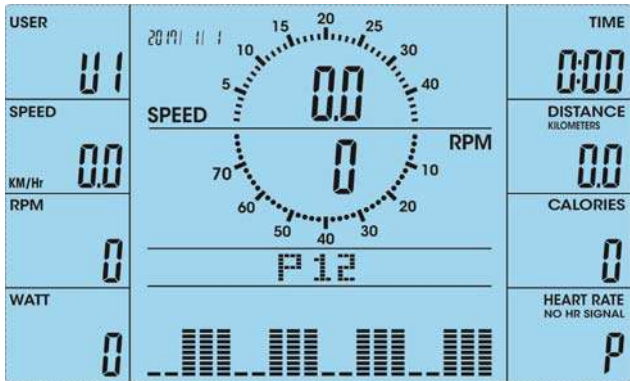 USER
U1
SPEED
KM/Hr 0.0
RPM
0
WATT
0
2017/ 1/ 1
5 10 15 20 25 30 40
SPEED 0.0
0 RPM
70 60 50 40 30 20 10
P12
TIME
0:00
DISTANCE
KILOMETERS
0.0
CALORIES
0
HEART RATE
NO HR SIGNAL
P